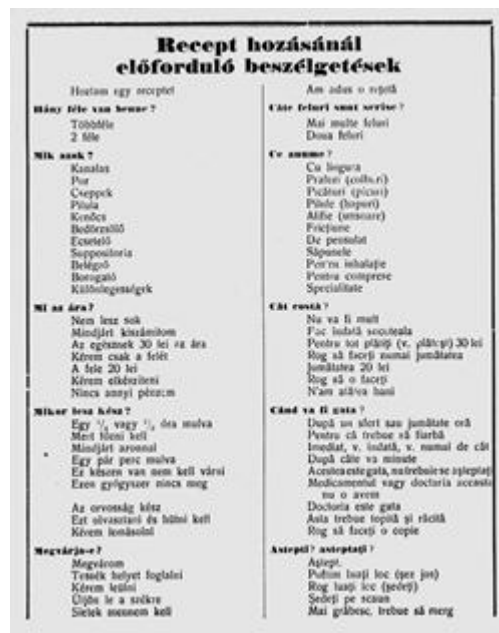 Recept hozásánál
előforduló beszélgetések
Hoztam egy receptet
Hány féle van benne?
Többféle
2 féle
Mik azok?
Kanalas
Por
Cseppek
Pilula
Kenőcs
Bedörzsölő
Ecsetelő
Suppositoria
Belégző
Borogató
Különlegességek
Mi az ára?
Nem lesz sok
Mindjárt kiszámítom
Az egésznek 30 lei az ára
Kérem csak a felét
A fele 20 lei
Kérem elkészíteni
Nincs annyi pénzem
Mikor lesz kész?
Egy ¼ vagy ½ óra mulva
Mert főzni kell
Mindjárt azonnal
Egy pár perc mulva
Ez készen van nem kell várni
Ezen gyógyszer nincs meg
Az orvosság kész
Ezt olvasztani és hűtni kell
Kérem lemásolni
Megvárja-e?
Megvárom
Tessék helyet foglalni
Kérem leülni
Üljön le a székre
Sietek mennem kell
Am adus o rețetă
Câte feluri sunt scrise?
Mai multe feluri
Doua feluri
Ce anume?
Cu lingura
Prafuri (colburi)
Picături (picuri)
Pilule (hapuri)
Alifie (unsoare)
Fricțiune
De pensulat
Săpunele
Pentru inhalație
Pentru comprese
Specialitate
Cât costă?
Nu va fi mult
Fac îndată socoteala
Pentru tot plătiți (v. plătiți) 30 lei
Rog să faceți numai jumătatea
Jumătatea 20 lei
Rog să o faceți
N'am atâția bani
Când va fi gata?
După un sfert sau jumătate oră
Pentru că trebue să fiarbă
Imediat, v. îndată, v. numai de cât
După câte va minute
Acestea este gata, nu trebuie se așteptați
Medicamentul vagy doctoria aceasta
nu o avem
Doctoria este gata
Asta trebue topită și răcită
Rog să faceți o copie
Aștepți? așteptați?
Aștept.
Poftim luați loc (șez jos)
Rog luați loc (ședeți)
Ședeți pe scaun
Mai grăbesc, trebue să merg